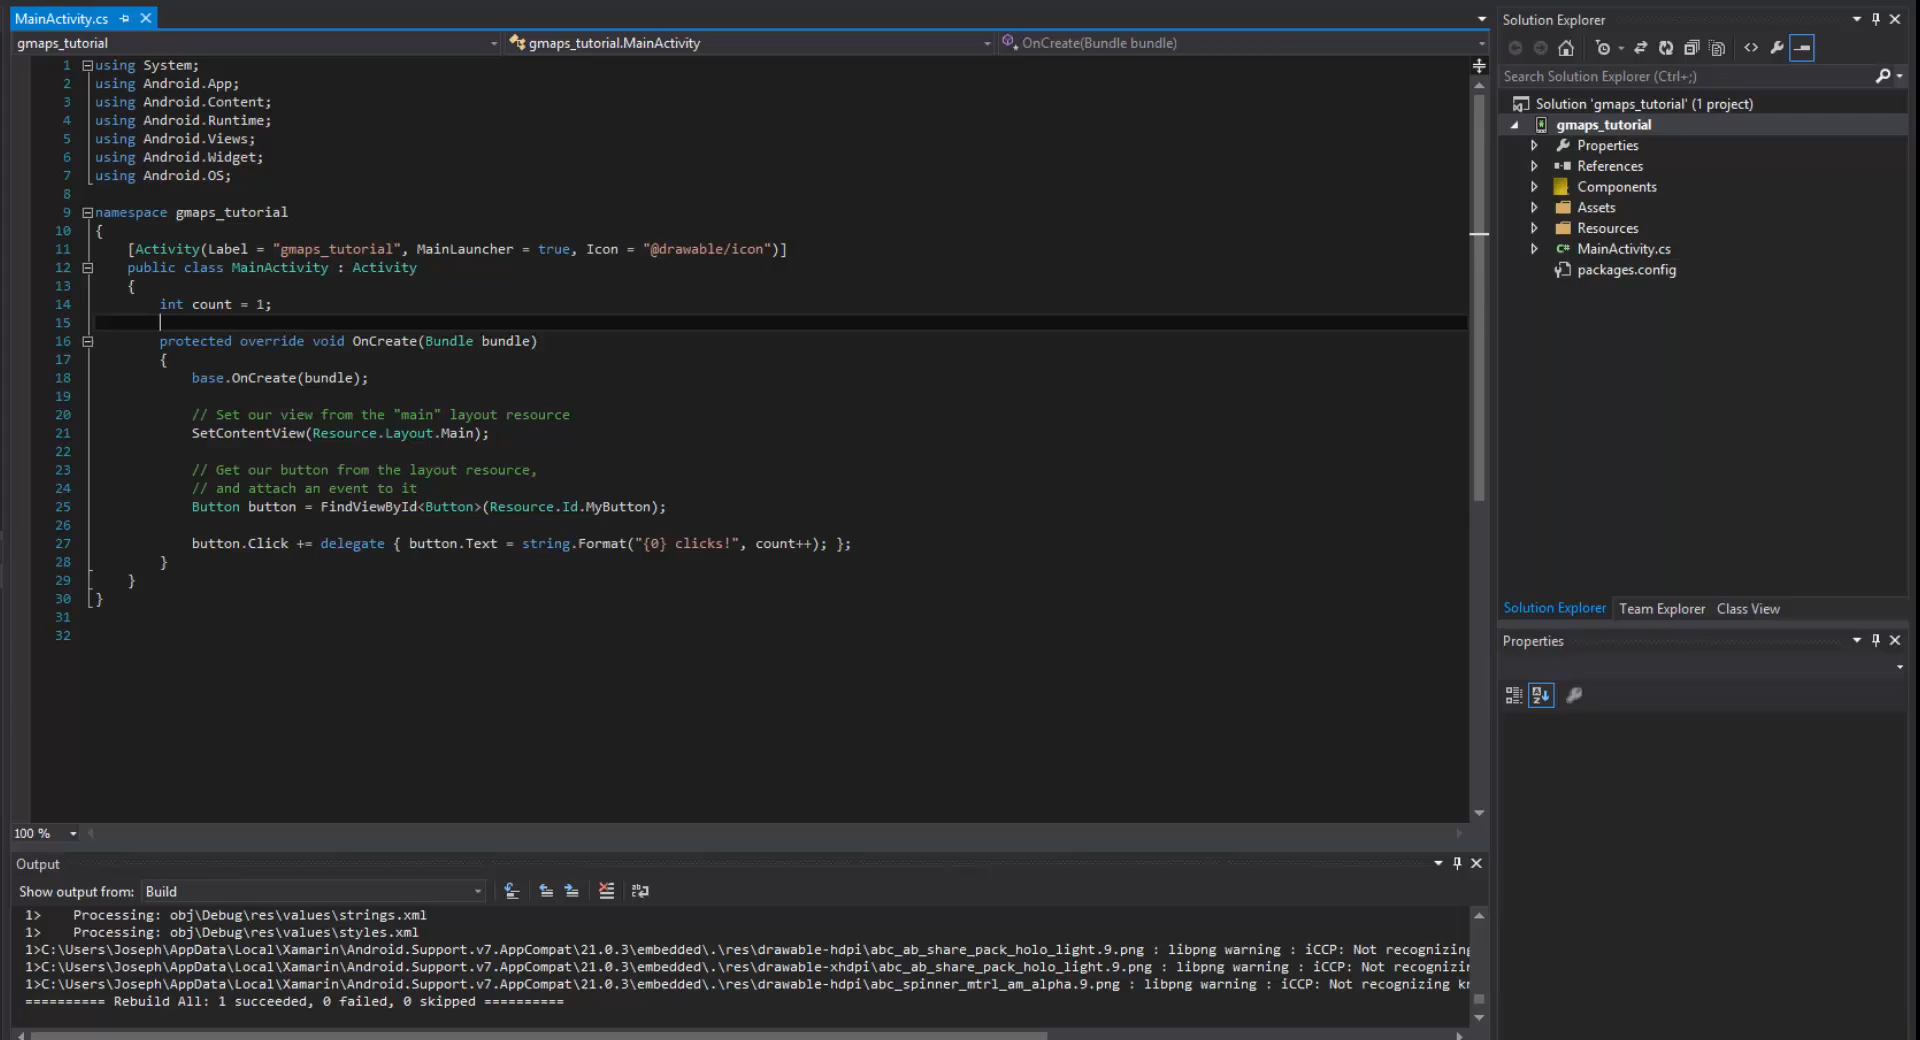 MainActivity.cs
gmaps_tutorial
gmaps_tutorial.MainActivity
OnCreate(Bundle bundle)
1 using System;
2 using Android.App;
3 using Android.Content;
4 using Android.Runtime;
5 using Android.Views;
6 using Android.Widget;
7 using Android.OS;
8
9 namespace gmaps_tutorial
10 {
11 [Activity(Label = "gmaps_tutorial", MainLauncher = true, Icon = "@drawable/icon")]
12 public class MainActivity : Activity
13 {
14 int count = 1;
15
16 protected override void OnCreate(Bundle bundle)
17 {
18 base.OnCreate(bundle);
19
20 // Set our view from the "main" layout resource
21 SetContentView(Resource.Layout.Main);
22
23 // Get our button from the layout resource,
24 // and attach an event to it
25 Button button = FindViewById<Button>(Resource.Id.MyButton);
26
27 button.Click += delegate { button.Text = string.Format("{0} clicks!", count++); };
28 }
29 }
30 }
31
32
100 %
Output
Show output from: Build
1> Processing: obj\Debug\res\values\strings.xml
1> Processing: obj\Debug\res\values\styles.xml
1>C:\Users\Joseph\AppData\Local\Xamarin\Android.Support.v7.AppCompat\21.0.3\embedded\.\res\drawable-hdpi\abc_ab_share_pack_holo_light.9.png : libpng warning : iCCP: Not recognizing
1>C:\Users\Joseph\AppData\Local\Xamarin\Android.Support.v7.AppCompat\21.0.3\embedded\.\res\drawable-xhdpi\abc_ab_share_pack_holo_light.9.png : libpng warning : iCCP: Not recognizi
1>C:\Users\Joseph\AppData\Local\Xamarin\Android.Support.v7.AppCompat\21.0.3\embedded\.\res\drawable-hdpi\abc_spinner_mtrl_am_alpha.9.png : libpng warning : iCCP: Not recognizing k
========== Rebuild All: 1 succeeded, 0 failed, 0 skipped ==========
Solution Explorer
Search Solution Explorer (Ctrl+;)
Solution 'gmaps_tutorial' (1 project)
gmaps_tutorial
Properties
References
Components
Assets
Resources
C# MainActivity.cs
packages.config
Solution Explorer Team Explorer Class View
Properties